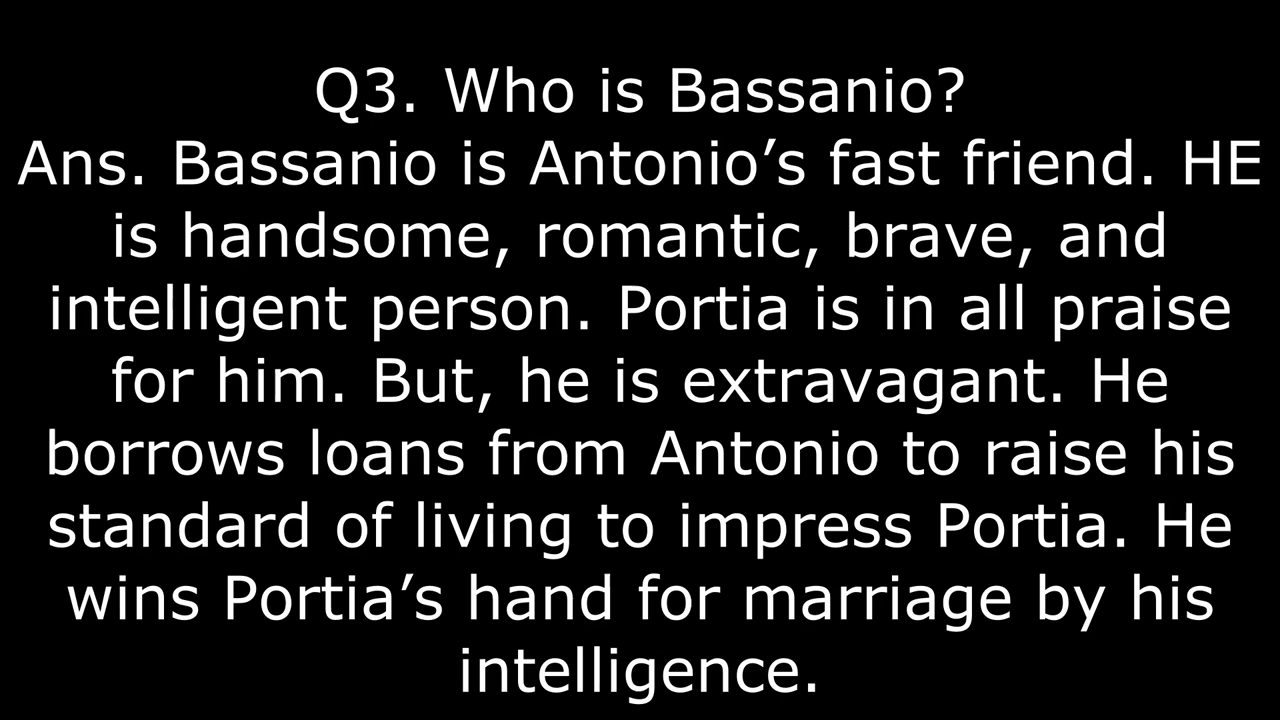 Q3. Who is Bassanio?
Ans. Bassanio is Antonio’s fast friend. HE
is handsome, romantic, brave, and
intelligent person. Portia is in all praise
for him. But, he is extravagant. He
borrows loans from Antonio to raise his
standard of living to impress Portia. He
wins Portia’s hand for marriage by his
intelligence.